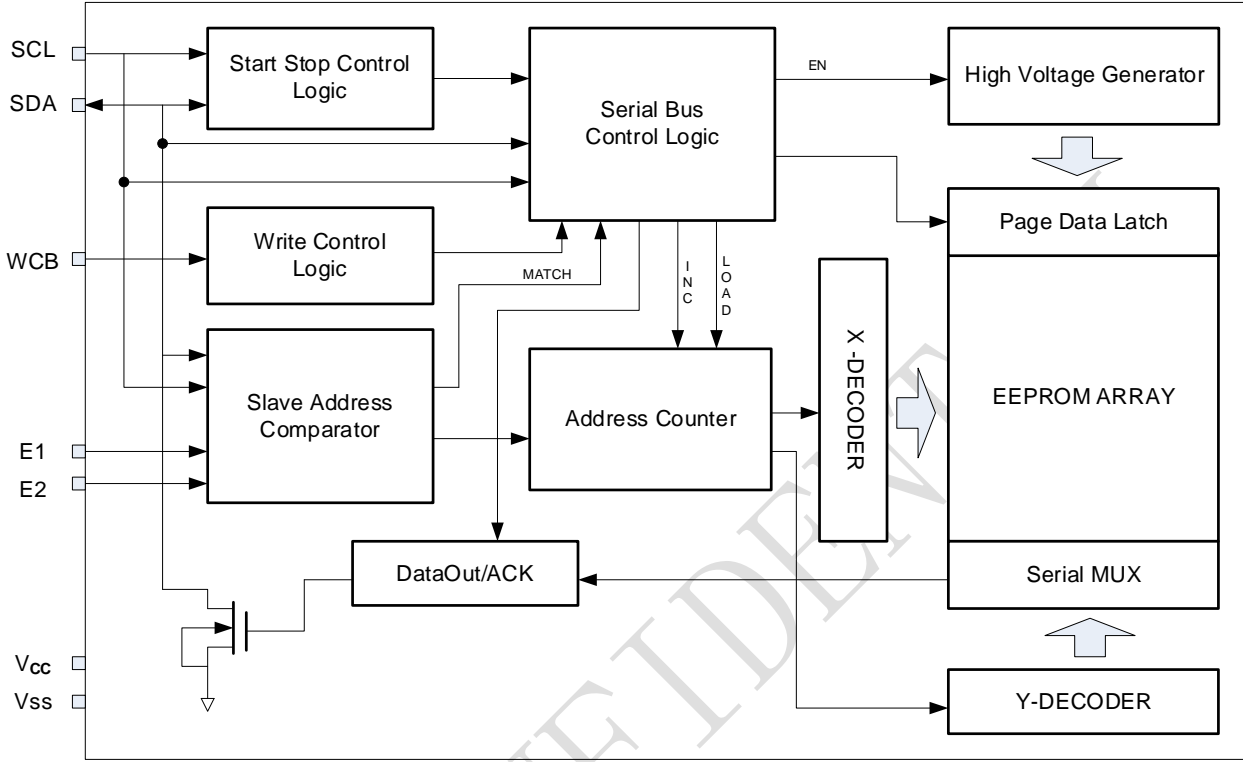 SCL
Start Stop Control
Logic
Serial Bus
Control Logic
EN
High Voltage Generator
SDA
Write Control
Logic
Page Data Latch
WCB
MATCH
INC
LOAD
X -DECODER
EEPROM ARRAY
Slave Address
Comparator
Address Counter
E1
E2
DataOut/ACK
Serial MUX
Vcc
Vss
Y-DECODER